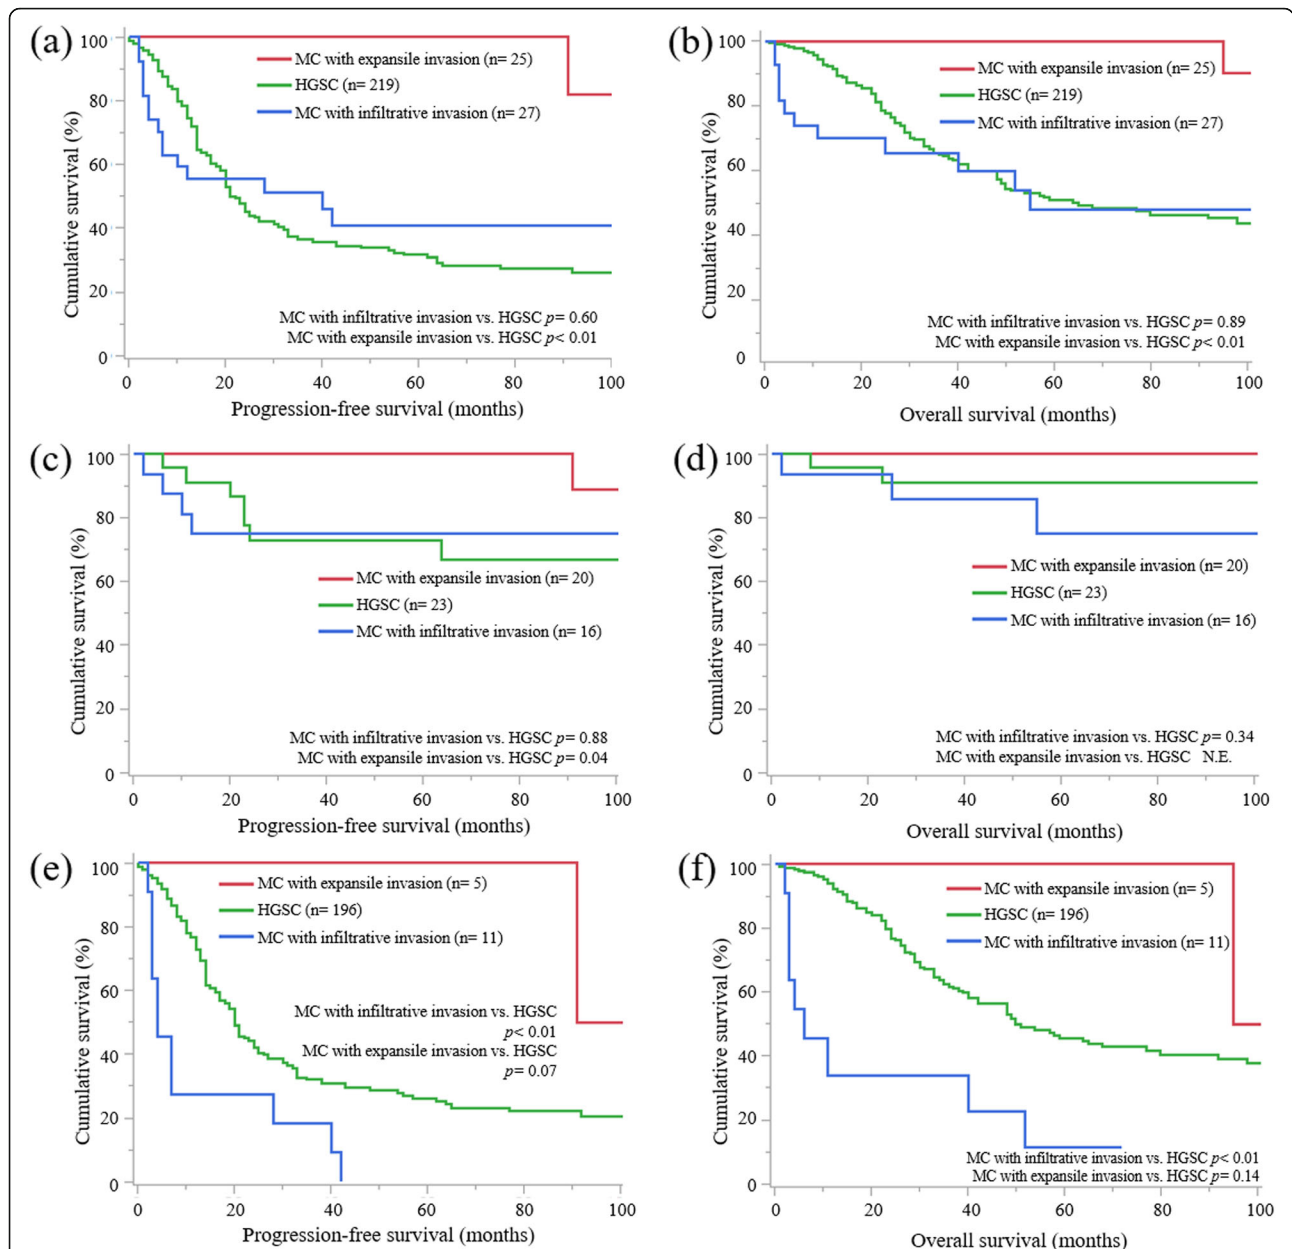 (a)
100
80
60
40
20
0
Cumulative survival (%)
MC with expansile invasion (n= 25)
HGSC (n= 219)
MC with infiltrative invasion (n= 27)
MC with infiltrative invasion vs. HGSC p= 0.60
MC with expansile invasion vs. HGSC p< 0.01
0 20 40 60 80 100
Progression-free survival (months)
(b)
100
80
60
40
20
0
Cumulative survival (%)
MC with expansile invasion (n= 25)
HGSC (n= 219)
MC with infiltrative invasion (n= 27)
MC with infiltrative invasion vs. HGSC p= 0.89
MC with expansile invasion vs. HGSC p< 0.01
0 20 40 60 80 100
Overall survival (months)
(c)
100
80
60
40
20
0
Cumulative survival (%)
MC with expansile invasion (n= 20)
HGSC (n= 23)
MC with infiltrative invasion (n= 16)
MC with infiltrative invasion vs. HGSC p= 0.88
MC with expansile invasion vs. HGSC p= 0.04
0 20 40 60 80 100
Progression-free survival (months)
(d)
100
80
60
40
20
0
Cumulative survival (%)
MC with expansile invasion (n= 20)
HGSC (n= 23)
MC with infiltrative invasion (n= 16)
MC with infiltrative invasion vs. HGSC p= 0.34
MC with expansile invasion vs. HGSC N.E.
0 20 40 60 80 100
Overall survival (months)
(e)
100
80
60
40
20
0
Cumulative survival (%)
MC with expansile invasion (n= 5)
HGSC (n= 196)
MC with infiltrative invasion (n= 11)
MC with infiltrative invasion vs. HGSC
p< 0.01
MC with expansile invasion vs. HGSC
p= 0.07
0 20 40 60 80 100
Progression-free survival (months)
(f)
100
80
60
40
20
0
Cumulative survival (%)
MC with expansile invasion (n= 5)
HGSC (n= 196)
MC with infiltrative invasion (n= 11)
MC with infiltrative invasion vs. HGSC p< 0.01
MC with expansile invasion vs. HGSC p= 0.14
0 20 40 60 80 100
Overall survival (months)